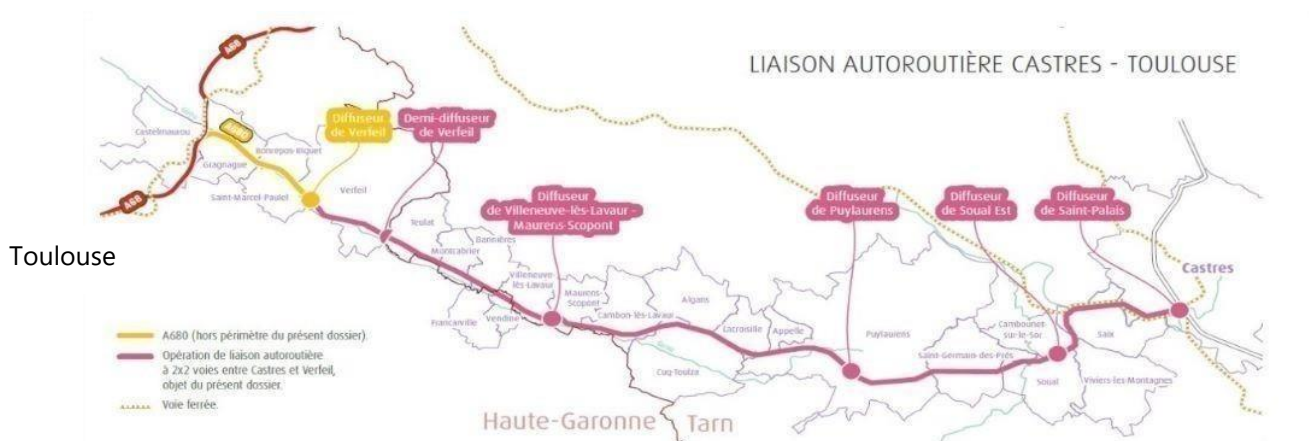 LIAISON AUTOROUTIÈRE CASTRES - TOULOUSE
A68
A680
A68
Castelmaurou
Gragnague
Bonrepos-Riquet
Saint-Marcel-Paulel
Verfeil
Diffuseur
de Verfeil
Demi-diffuseur
de Verfeil
Diffuseur
de Villeneuve-lès-Lavaur -
Maurens-Scopont
Diffuseur
de Puylaurens
Diffuseur
de Soual Est
Diffuseur
de Saint-Palais
Toulouse
Teulat
Montcabrier
Bannières
Villeneuve-
lès-Lavaur
Francarville
Vendine
Maurens-
Scopont
Cambon-lès-Lavaur
Algans
Lacroisille
Appelle
Cuq-Toulza
Puylaurens
Saint-Germain-des-Prés
Cambounet-
sur-le-Sor
Soual
Saïx
Viviers-les-Montagnes
Castres
A680 (hors périmètre du présent dossier).
Opération de liaison autoroutière
à 2x2 voies entre Castres et Verfeil,
objet du présent dossier.
Voie ferrée.
Haute-Garonne
Tarn